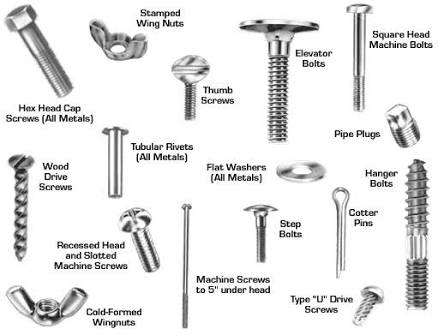 Stamped
Wing Nuts
Elevator
Bolts
Square Head
Machine Bolts
Thumb
Screws
Hex Head Cap
Screws (All Metals)
Pipe Plugs
Tubular Rivets
(All Metals)
Flat Washers
(All Metals)
Hanger
Bolts
Wood
Drive
Screws
Step
Bolts
Cotter
Pins
Recessed Head
and Slotted
Machine Screws
Machine Screws
to 5" under head
Type "U" Drive
Screws
Cold-Formed
Wingnuts